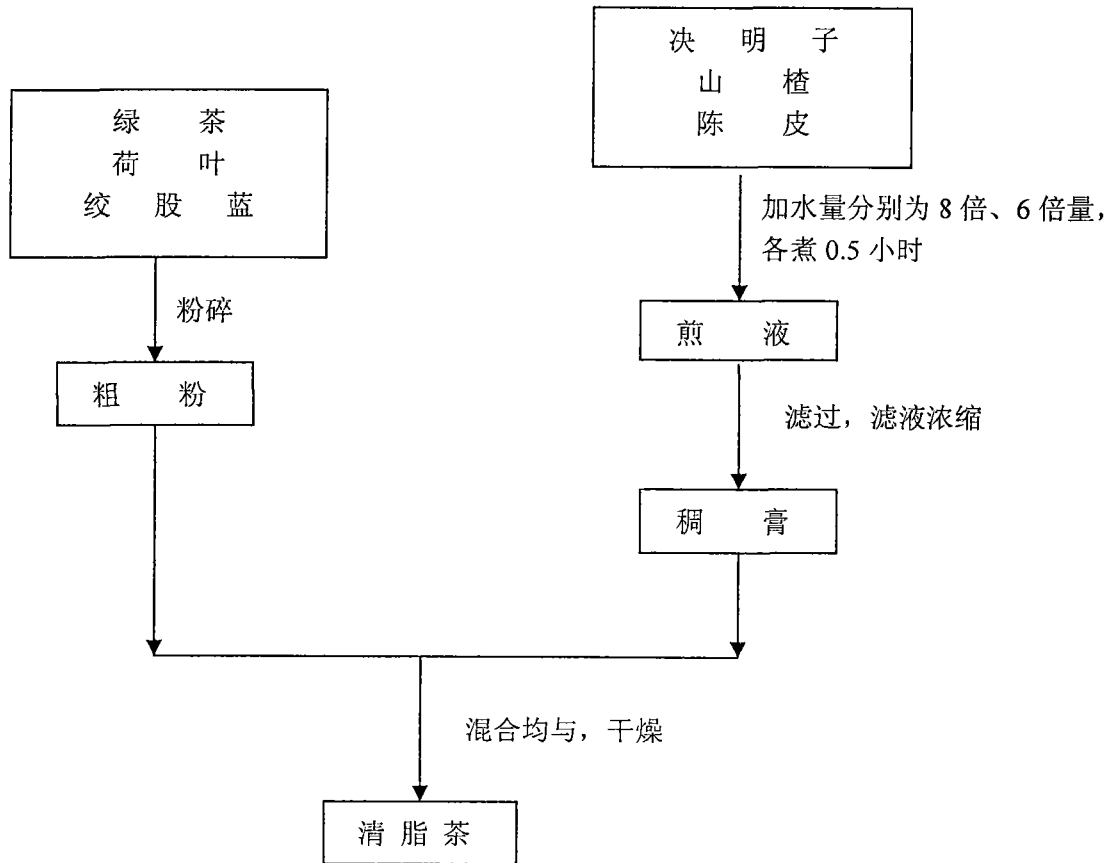 绿 茶
荷 叶
绞 股 蓝
粉碎
粗 粉
决 明 子
山 楂
陈 皮
加水量分别为 8 倍、6 倍量，
各煮 0.5 小时
煎 液
滤过，滤液浓缩
稠 膏
混合均与，干燥
清 脂 茶